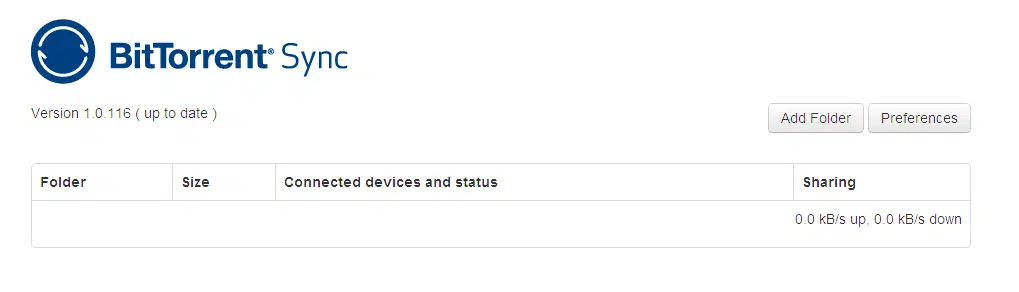 BitTorrent® Sync
Version 1.0.116 ( up to date )
Add Folder Preferences
Folder Size Connected devices and status Sharing
0.0 kB/s up, 0.0 kB/s down